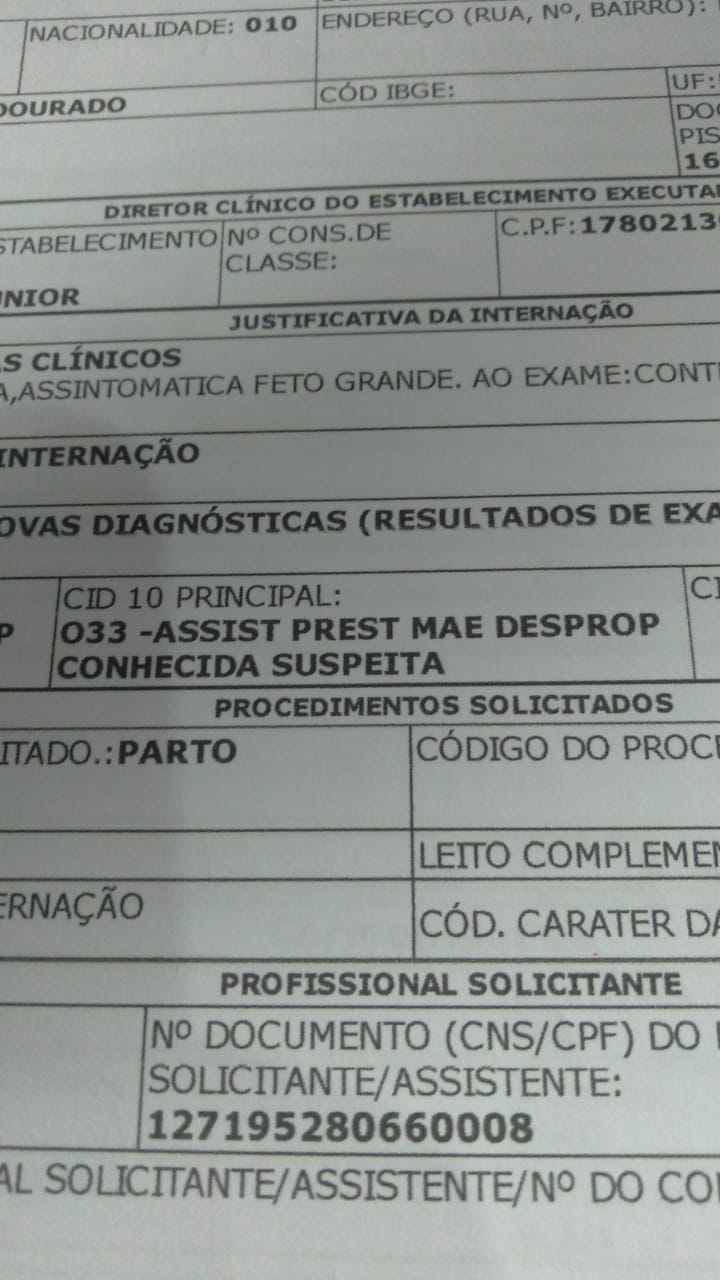 NACIONALIDADE: 010
ENDEREÇO (RUA, Nº, BAIRRO):
DOURADO
CÓD IBGE:
UF:
DO
PIS
16
DIRETOR CLÍNICO DO ESTABELECIMENTO EXECUTA
STABELECIMENTO
Nº CONS.DE
CLASSE:
C.P.F:1780213
NIOR
JUSTIFICATIVA DA INTERNAÇÃO
AS CLÍNICOS
A,ASSINTOMATICA FETO GRANDE. AO EXAME:CONT
INTERNAÇÃO
OVAS DIAGNÓSTICAS (RESULTADOS DE EXA
CID 10 PRINCIPAL:
CI
P
O33 -ASSIST PREST MAE DESPROP
CONHECIDA SUSPEITA
PROCEDIMENTOS SOLICITADOS
ITADO.:PARTO
CÓDIGO DO PROCE
LEITO COMPLEMEN
ERNAÇÃO
CÓD. CARATER DA
PROFISSIONAL SOLICITANTE
Nº DOCUMENTO (CNS/CPF) DO
SOLICITANTE/ASSISTENTE:
127195280660008
AL SOLICITANTE/ASSISTENTE/Nº DO CO